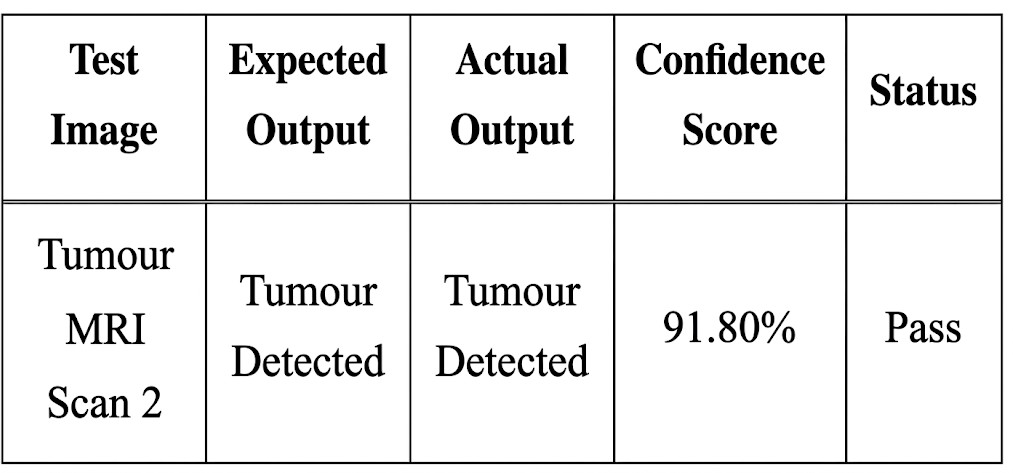 Test
Image
Expected
Output
Actual
Output
Confidence
Score
Status
Tumour
MRI
Scan 2
Tumour
Detected
Tumour
Detected
91.80%
Pass